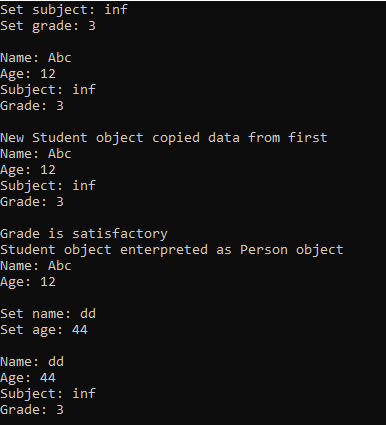 Set subject: inf
Set grade: 3
Name: Abc
Age: 12
Subject: inf
Grade: 3
New Student object copied data from first
Name: Abc
Age: 12
Subject: inf
Grade: 3
Grade is satisfactory
Student object enterpreted as Person object
Name: Abc
Age: 12
Set name: dd
Set age: 44
Name: dd
Age: 44
Subject: inf
Grade: 3